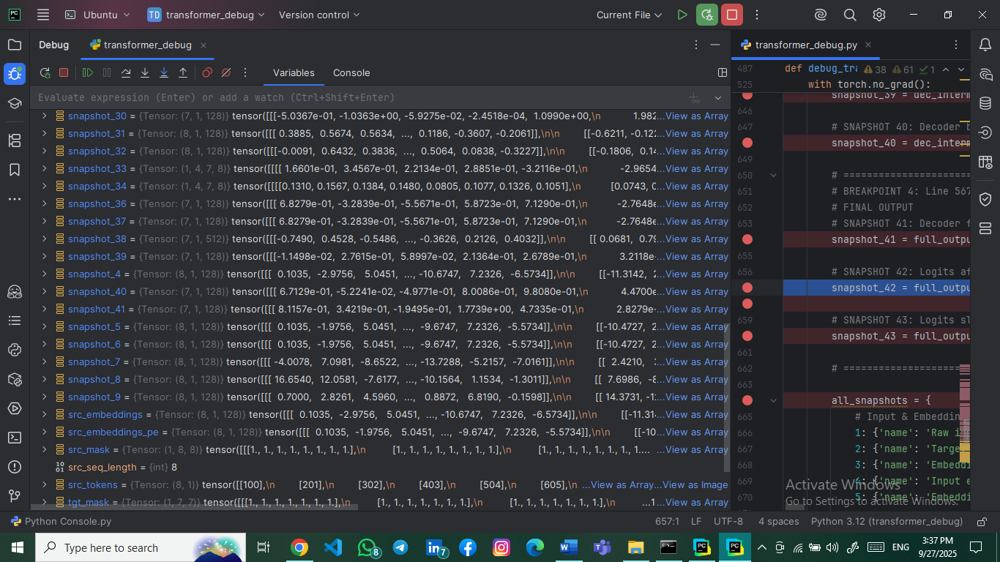 PC Ubuntu TD transformer_debug Version control Current File
Debug transformer_debug transformer_debug.py
Variables Console
Evaluate expression (Enter) or add a watch (Ctrl+Shift+Enter)
snapshot_30 = {Tensor: (7, 1, 128)} tensor([[[-5.0367e-01, -1.0363e+00, -5.9275e-02, -2.4518e-04, 1.0990e+00,\n 1.982 ...View as Array
snapshot_31 = {Tensor: (8, 1, 128)} tensor([[[ 0.3885, 0.5674, 0.5634, ..., 0.1186, -0.3607, -0.2061]],\n\n [[-0.6211, -0.122 ...View as Array
snapshot_32 = {Tensor: (8, 1, 128)} tensor([[[-0.0091, 0.6432, 0.3836, ..., 0.5064, 0.0838, -0.3227]],\n\n [[-0.1806, 0.14 ...View as Array
snapshot_33 = {Tensor: (1, 4, 7, 8)} tensor([[[[ 1.6601e-01, 3.4567e-01, 2.2134e-01, 2.8851e-01, -3.2116e-01,\n -2.9654 ...View as Array
snapshot_34 = {Tensor: (1, 4, 7, 8)} tensor([[[[0.1310, 0.1567, 0.1384, 0.1480, 0.0805, 0.1077, 0.1326, 0.1051],\n [0.0743, 0 ...View as Array
snapshot_36 = {Tensor: (7, 1, 128)} tensor([[[ 6.8279e-01, -3.2839e-01, -5.5671e-01, 5.8723e-01, 7.1290e-01,\n -2.7648e ...View as Array
snapshot_37 = {Tensor: (7, 1, 128)} tensor([[[ 6.8279e-01, -3.2839e-01, -5.5671e-01, 5.8723e-01, 7.1290e-01,\n -2.7648e ...View as Array
snapshot_38 = {Tensor: (7, 1, 512)} tensor([[[-0.7490, 0.4528, -0.5486, ..., -0.3626, 0.2126, 0.4032]],\n\n [[ 0.0681, 0.79 ...View as Array
snapshot_39 = {Tensor: (7, 1, 128)} tensor([[[-1.1498e-02, 2.7615e-01, 5.8997e-02, 2.1364e-01, 2.6789e-01,\n 3.2118e ...View as Array
snapshot_4 = {Tensor: (8, 1, 128)} tensor([[[ 0.1035, -2.9756, 5.0451, ..., -10.6747, 7.2326, -6.5734]],\n\n [[-11.3142, 2 ...View as Array
snapshot_40 = {Tensor: (7, 1, 128)} tensor([[[ 6.7129e-01, -5.2241e-02, -4.9771e-01, 8.0086e-01, 9.8080e-01,\n 4.4700e ...View as Array
snapshot_41 = {Tensor: (7, 1, 128)} tensor([[[ 8.1157e-01, 3.4219e-01, -1.9495e-01, 1.7739e+00, 4.7335e-01,\n 2.8279e ...View as Array
snapshot_5 = {Tensor: (8, 1, 128)} tensor([[[ 0.1035, -1.9756, 5.0451, ..., -9.6747, 7.2326, -5.5734]],\n\n [[-10.4727, 2 ...View as Array
snapshot_6 = {Tensor: (8, 1, 128)} tensor([[[ 0.1035, -1.9756, 5.0451, ..., -9.6747, 7.2326, -5.5734]],\n\n [[-10.4727, 2 ...View as Array
snapshot_7 = {Tensor: (8, 1, 128)} tensor([[[ -4.0078, 7.0981, -8.6522, ..., -13.7288, -5.2157, -7.0161]],\n\n [[ 2.4210, ...View as Array
snapshot_8 = {Tensor: (8, 1, 128)} tensor([[[ 16.6540, 12.0581, -7.6177, ..., -10.1564, 1.1534, -1.3011]],\n\n [[ 7.6986, -8 ...View as Array
snapshot_9 = {Tensor: (8, 1, 128)} tensor([[[ 0.7000, 2.8261, 4.5960, ..., 0.8872, 6.8190, -0.1598]],\n\n [[ 14.3731, -1 ...View as Array
src_embeddings = {Tensor: (8, 1, 128)} tensor([[[ 0.1035, -2.9756, 5.0451, ..., -10.6747, 7.2326, -6.5734]],\n\n [[-11.31 ...View as Array
src_embeddings_pe = {Tensor: (8, 1, 128)} tensor([[[ 0.1035, -1.9756, 5.0451, ..., -9.6747, 7.2326, -5.5734]],\n\n [[-10 ...View as Array
src_mask = {Tensor: (1, 8, 8)} tensor([[[1., 1., 1., 1., 1., 1., 1., 1.],\n [1., 1., 1., 1., 1., 1., 1., 1.],\n [1., 1., 1., 1., 1., 1., 1., 1.... ...View as Array
src_seq_length = {int} 8
src_tokens = {Tensor: (8, 1)} tensor([[100],\n [201],\n [302],\n [403],\n [504],\n [605],\n ...View as Array...View as Image
tgt_mask = {Tensor: (1, 7, 7)} tensor([[[1., 1., 1., 1., 1., 1., 1.],\n [1., 1., 1., 1., 1., 1., 1.],\n [1., 1., 1., 1., 1., 1., 1.],\n ...1 ...View as Array
487 def debug_tra 38 61 1
525 with torch.no_grad():
snapshot_39 = dec_interm
646
647 # SNAPSHOT 40: Decoder b
snapshot_40 = dec_interm
649
650 # ========================
651 # BREAKPOINT 4: Line 567
652 # FINAL OUTPUT
653 # SNAPSHOT 41: Decoder f
snapshot_41 = full_outpu
655
656 # SNAPSHOT 42: Logits af
snapshot_42 = full_outpu
659 # SNAPSHOT 43: Logits sl
snapshot_43 = full_outpu
661
662 # ========================
663
all_snapshots = {
665 # Input & Embeddin
666 1: {'name': 'Raw i
667 2: {'name': 'Targe
668 3: {'name': 'Embeddi
669 4: {'name': 'Input e
670 5: {'name': 'Embeddi
Activate Windows
Go to Settings to activate Windows.
Python Console.py 657:1 LF UTF-8 4 spaces Python 3.12 (transformer_debug)
Type here to search 8 7 ENG 3:37 PM
9/27/2025